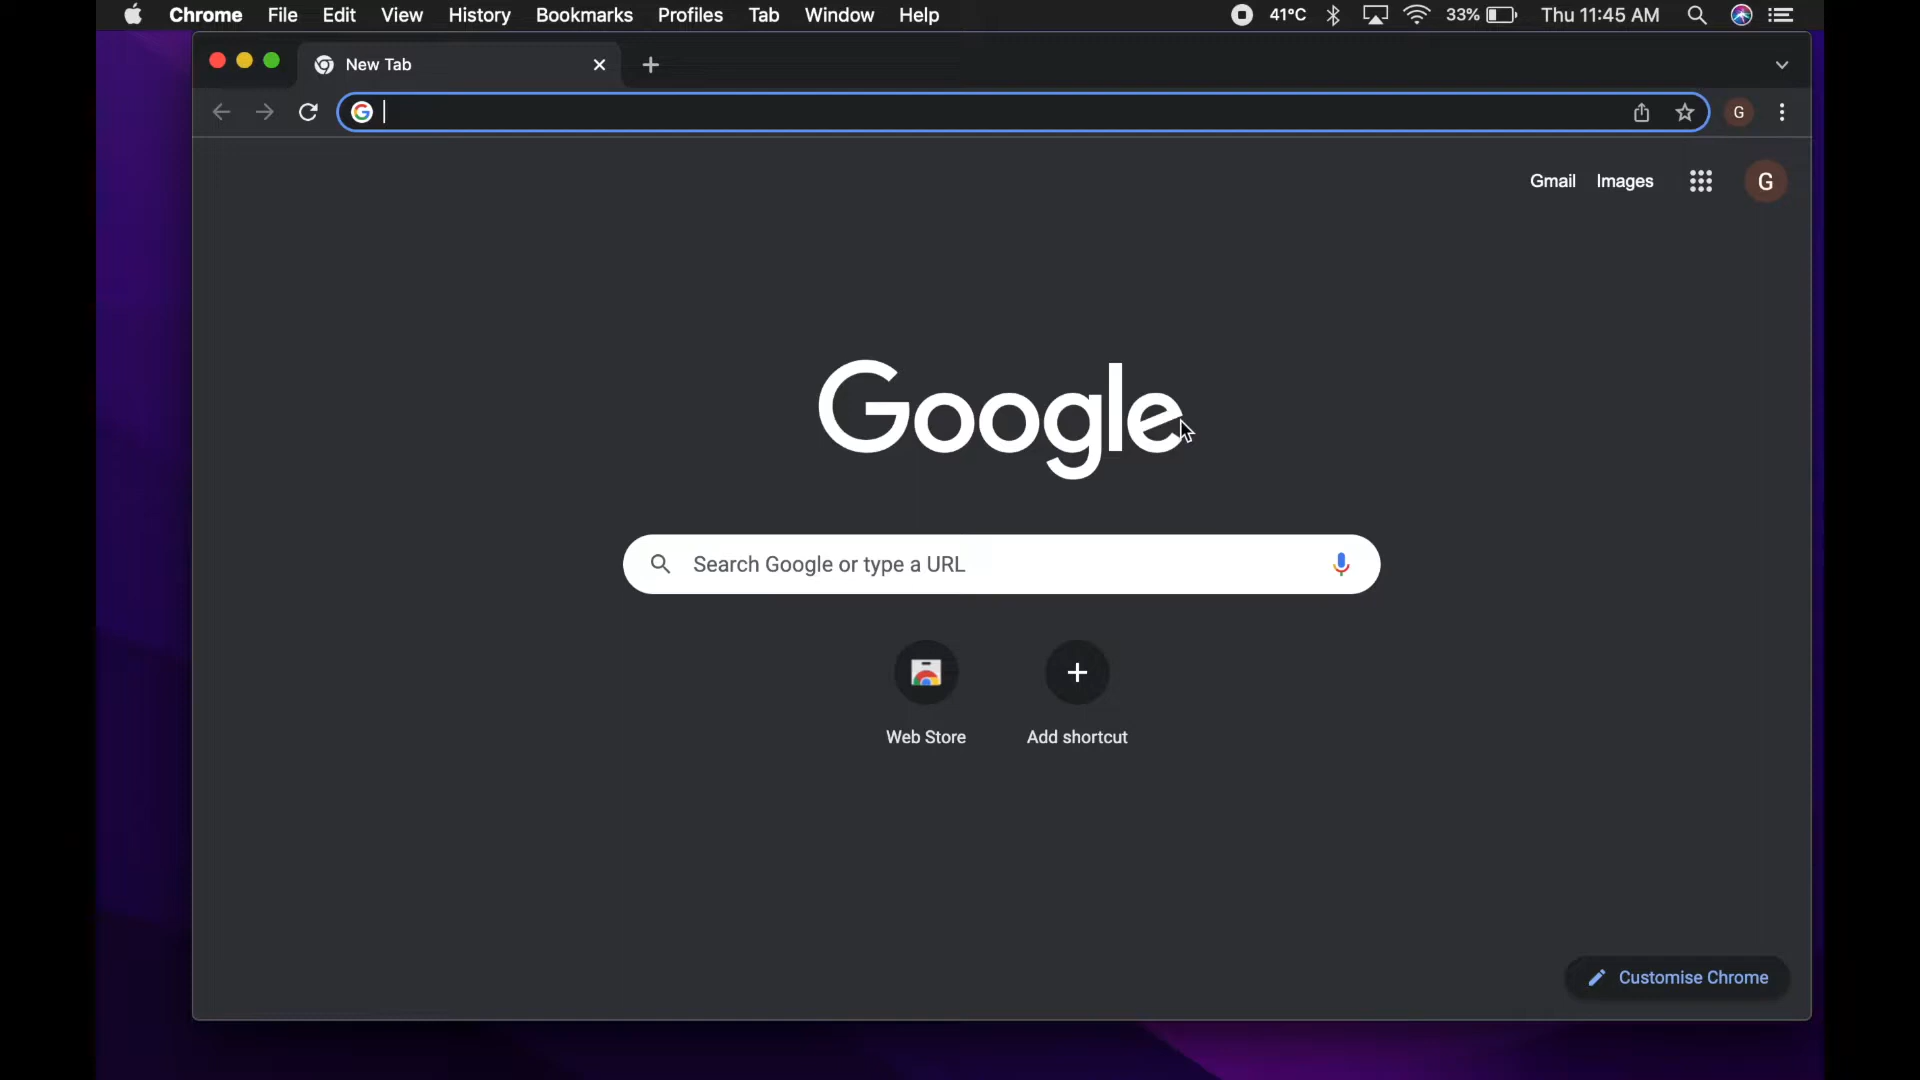 Chrome File Edit View History Bookmarks Profiles Tab Window Help 41°C 33% Thu 11:45 AM
New Tab
G
Gmail Images G
Google
Search Google or type a URL
Web Store Add shortcut
Customise Chrome